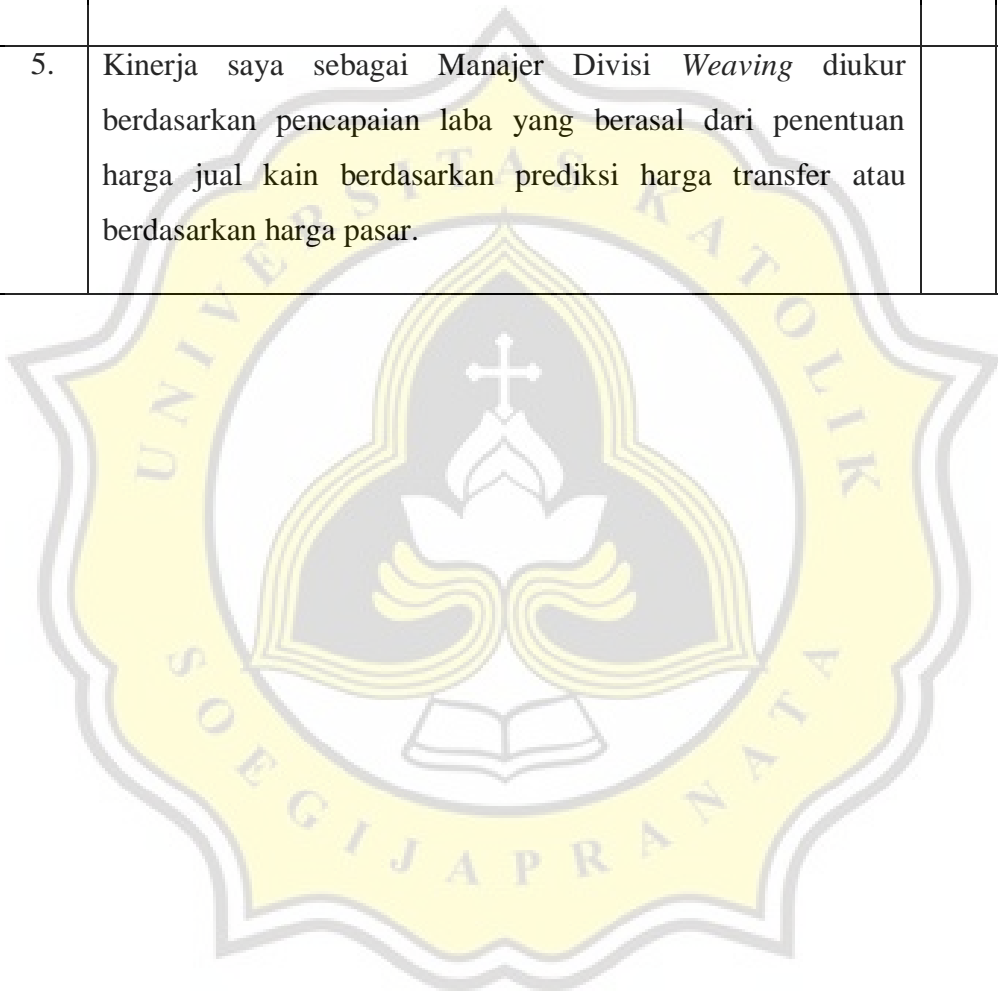 5. Kinerja saya sebagai Manajer Divisi Weaving diukur
berdasarkan pencapaian laba yang berasal dari penentuan
harga jual kain berdasarkan prediksi harga transfer atau
berdasarkan harga pasar.
UNIVERSITAS KATOLIK
SOEGIJAPRANATA